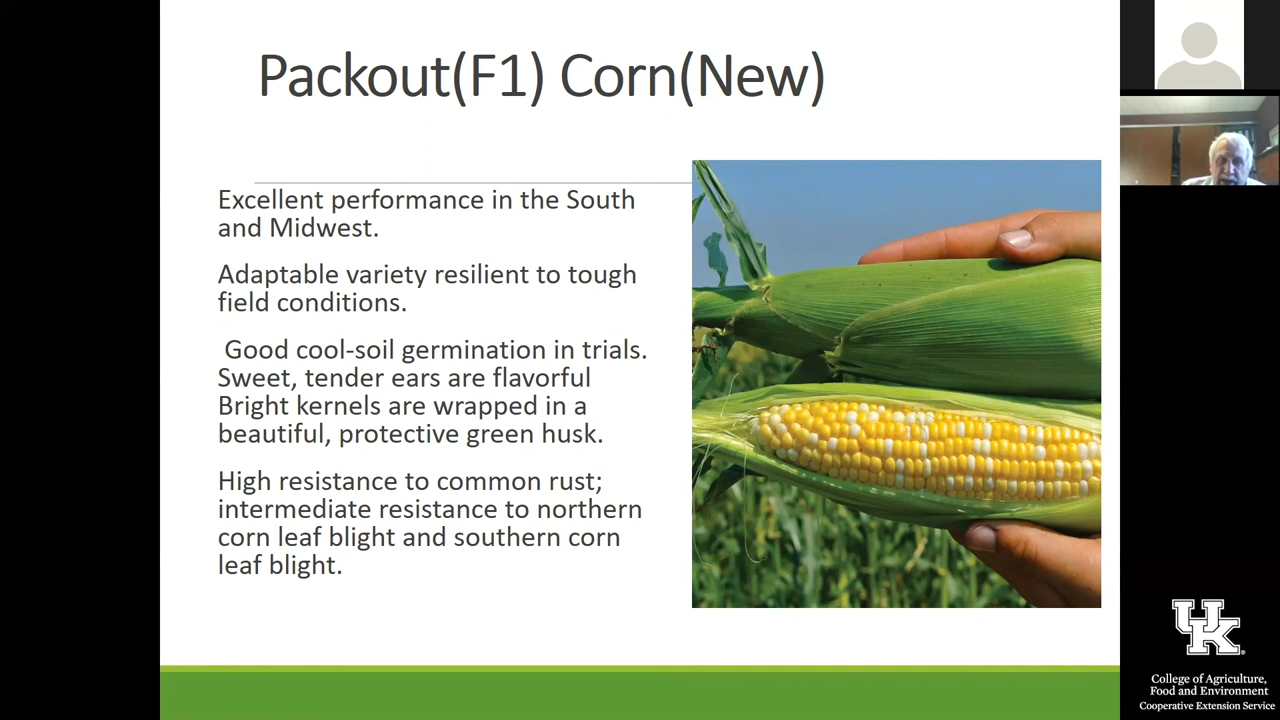 Packout(F1) Corn(New)
Excellent performance in the South
and Midwest.
Adaptable variety resilient to tough
field conditions.
Good cool-soil germination in trials.
Sweet, tender ears are flavorful
Bright kernels are wrapped in a
beautiful, protective green husk.
High resistance to common rust;
intermediate resistance to northern
corn leaf blight and southern corn
leaf blight.
UK
College of Agriculture,
Food and Environment
Cooperative Extension Service